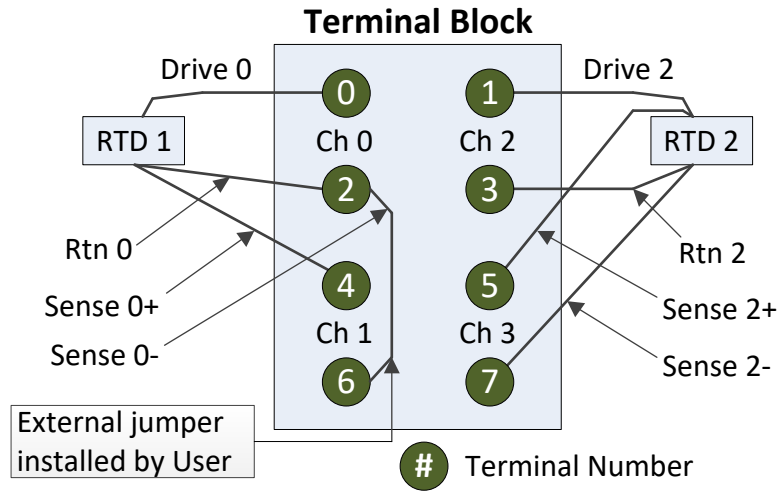 Terminal Block
Drive 0
Drive 2
0
1
RTD 1
Ch 0
Ch 2
RTD 2
2
3
Rtn 0
Rtn 2
4
5
Sense 0+
Sense 2+
Ch 1
Ch 3
Sense 0-
Sense 2-
6
7
External jumper
installed by User
# Terminal Number